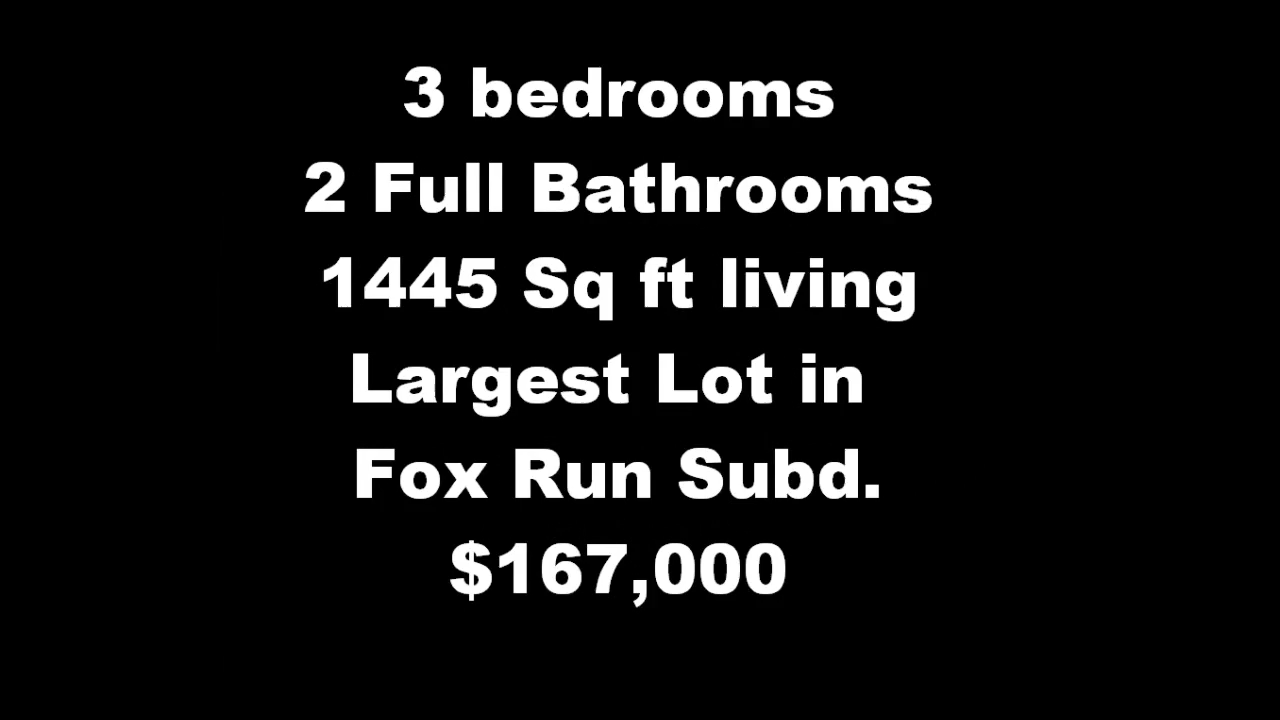 3 bedrooms
2 Full Bathrooms
1445 Sq ft living
Largest Lot in
Fox Run Subd.
$167,000